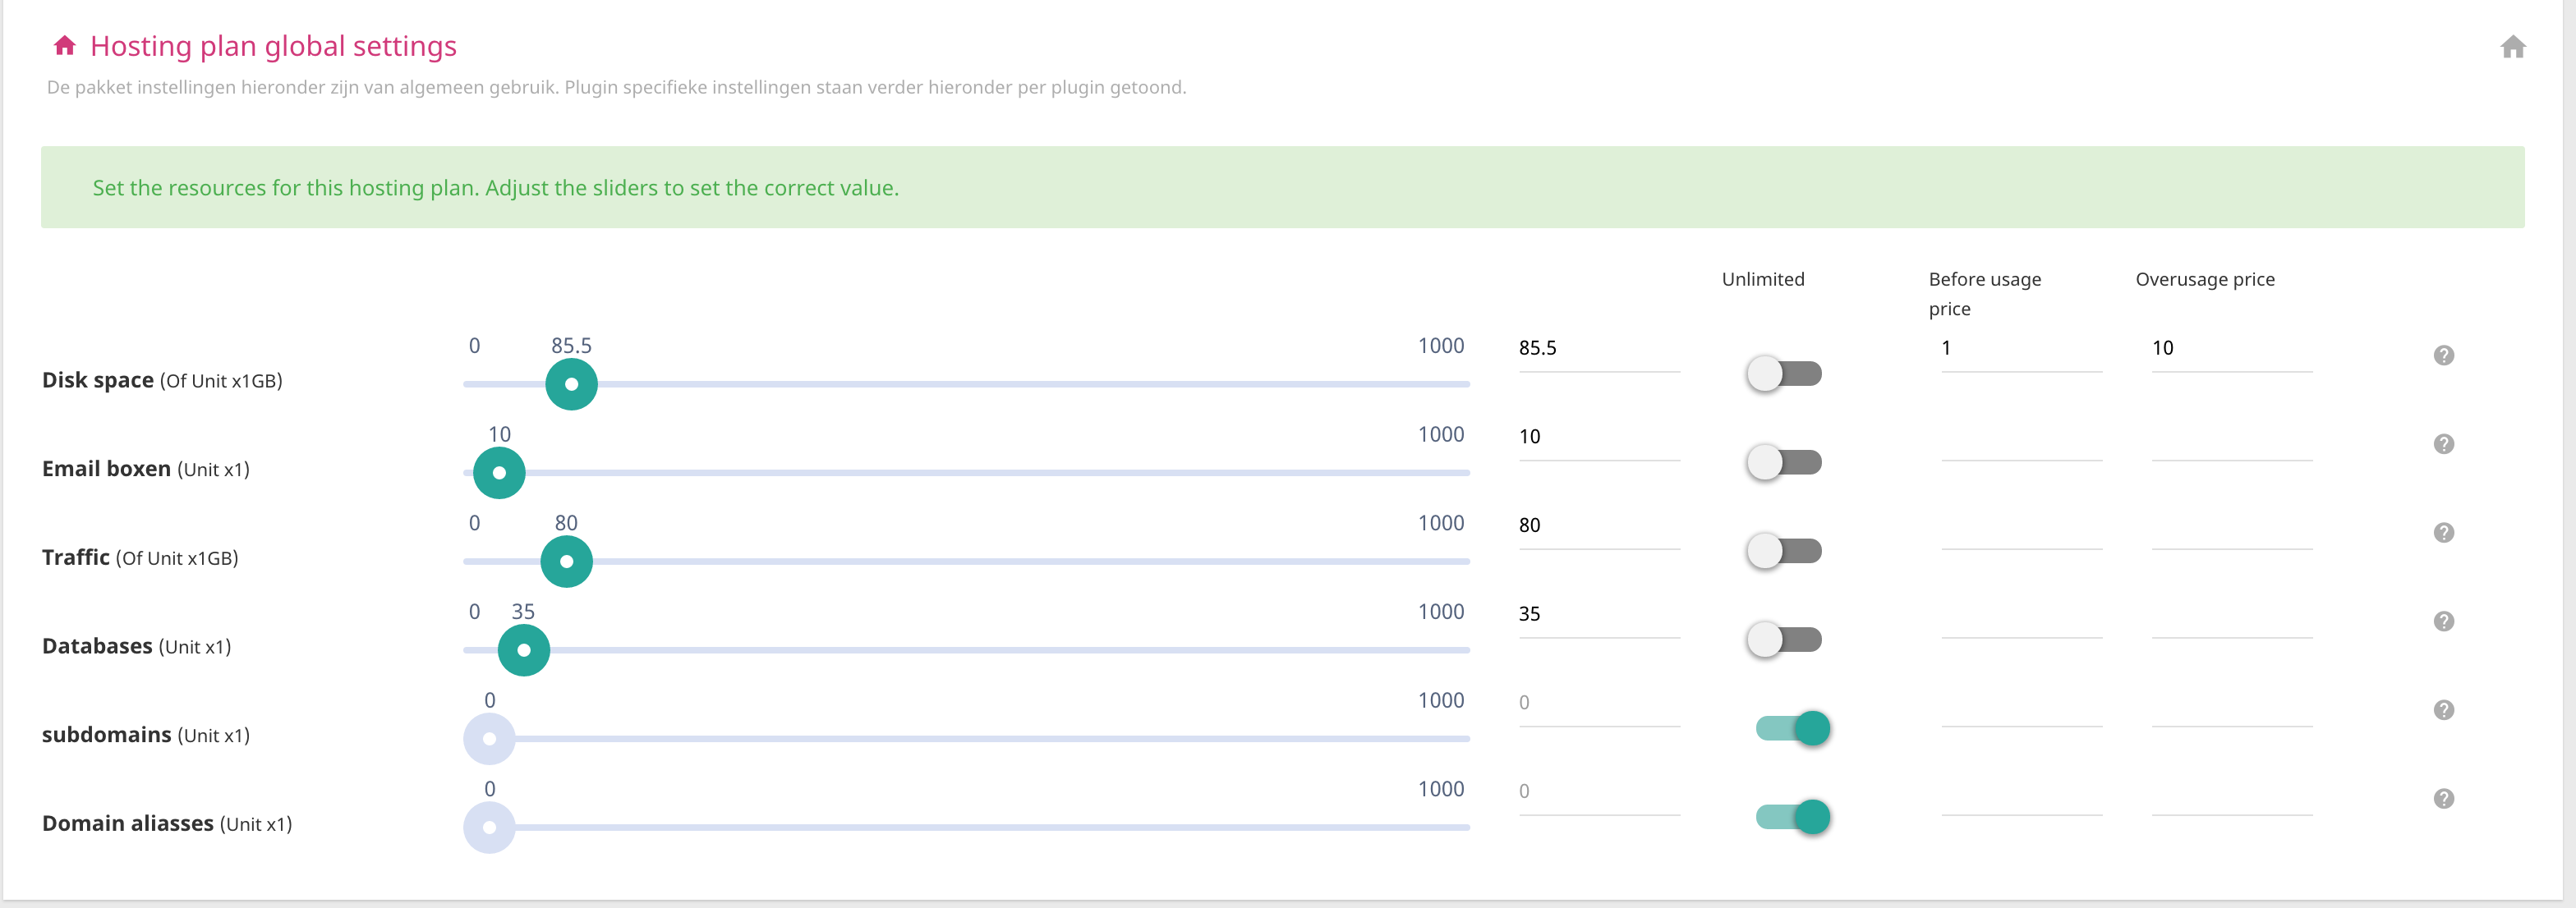 Hosting plan global settings
De pakket instellingen hieronder zijn van algemeen gebruik. Plugin specifieke instellingen staan verder hieronder per plugin getoond.
Set the resources for this hosting plan. Adjust the sliders to set the correct value.
Unlimited Before usage price Overusage price
Disk space (Of Unit x1GB) 0 85.5 1000 85.5 1 10
Email boxen (Unit x1) 10 1000 10
Traffic (Of Unit x1GB) 0 80 1000 80
Databases (Unit x1) 0 35 1000 35
subdomains (Unit x1) 0 1000 0
Domain aliasses (Unit x1) 0 1000 0